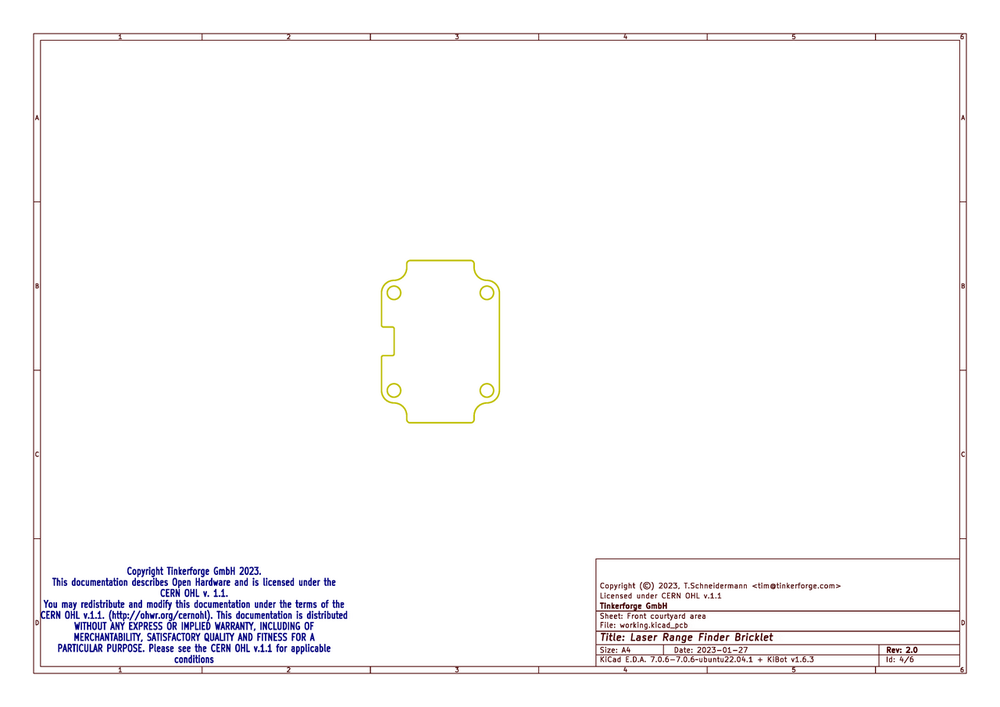 1 2 3 4 5 6
A A
B B
C C
D D
Copyright Tinkerforge GmbH 2023.
This documentation describes Open Hardware and is licensed under the
CERN OHL v. 1.1.
You may redistribute and modify this documentation under the terms of the
CERN OHL v.1.1. (http://ohwr.org/cernohl). This documentation is distributed
WITHOUT ANY EXPRESS OR IMPLIED WARRANTY, INCLUDING OF
MERCHANTABILITY, SATISFACTORY QUALITY AND FITNESS FOR A
PARTICULAR PURPOSE. Please see the CERN OHL v.1.1 for applicable
conditions
Copyright (©) 2023, T.Schneidermann <tim@tinkerforge.com>
Licensed under CERN OHL v.1.1
Tinkerforge GmbH
Sheet: Front courtyard area
File: working.kicad_pcb
Title: Laser Range Finder Bricklet
Size: A4 Date: 2023-01-27 Rev: 2.0
KiCad E.D.A. 7.0.6-7.0.6-ubuntu22.04.1 + KiBot v1.6.3 Id: 4/6
1 2 3 4 5 6